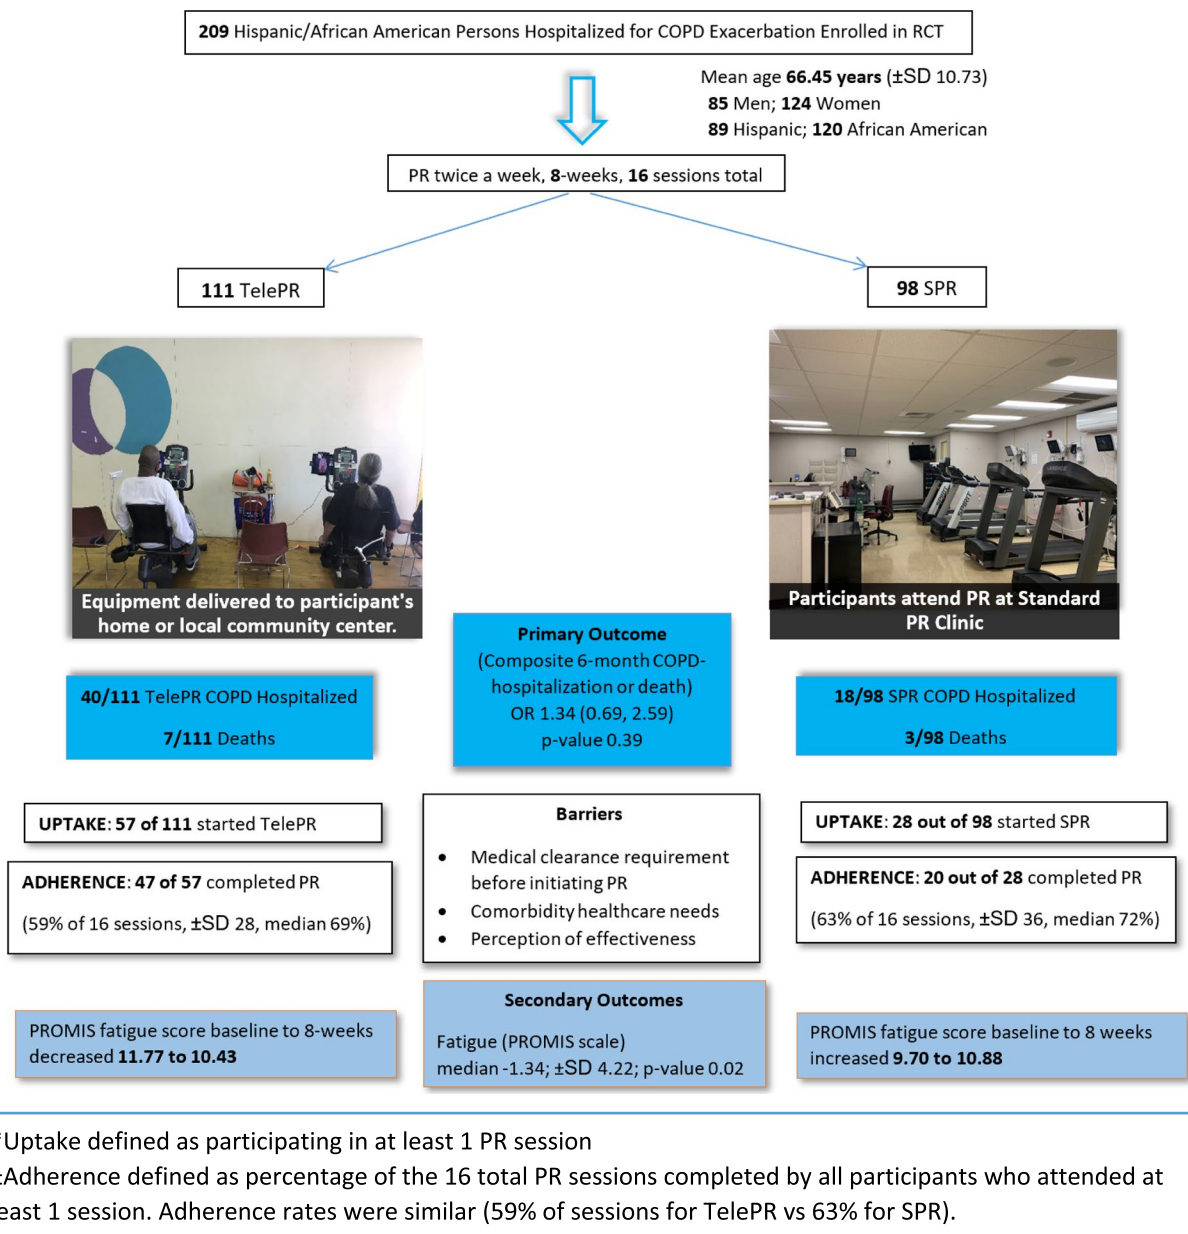 209 Hispanic/African American Persons Hospitalized for COPD Exacerbation Enrolled in RCT
Mean age 66.45 years (±SD 10.73)
85 Men; 124 Women
89 Hispanic; 120 African American
PR twice a week, 8-weeks, 16 sessions total
111 TelePR
98 SPR
Equipment delivered to participant's
home or local community center.
Participants attend PR at Standard
PR Clinic
Primary Outcome
(Composite 6-month COPD-
hospitalization or death)
OR 1.34 (0.69, 2.59)
p-value 0.39
40/111 TelePR COPD Hospitalized
7/111 Deaths
18/98 SPR COPD Hospitalized
3/98 Deaths
UPTAKE: 57 of 111 started TelePR
ADHERENCE: 47 of 57 completed PR
(59% of 16 sessions, ±SD 28, median 69%)
Barriers
• Medical clearance requirement
before initiating PR
• Comorbidity healthcare needs
• Perception of effectiveness
UPTAKE: 28 out of 98 started SPR
ADHERENCE: 20 out of 28 completed PR
(63% of 16 sessions, ±SD 36, median 72%)
PROMIS fatigue score baseline to 8-weeks
decreased 11.77 to 10.43
Secondary Outcomes
Fatigue (PROMIS scale)
median -1.34; ±SD 4.22; p-value 0.02
PROMIS fatigue score baseline to 8 weeks
increased 9.70 to 10.88
*Uptake defined as participating in at least 1 PR session
±Adherence defined as percentage of the 16 total PR sessions completed by all participants who attended at
east 1 session. Adherence rates were similar (59% of sessions for TelePR vs 63% for SPR).